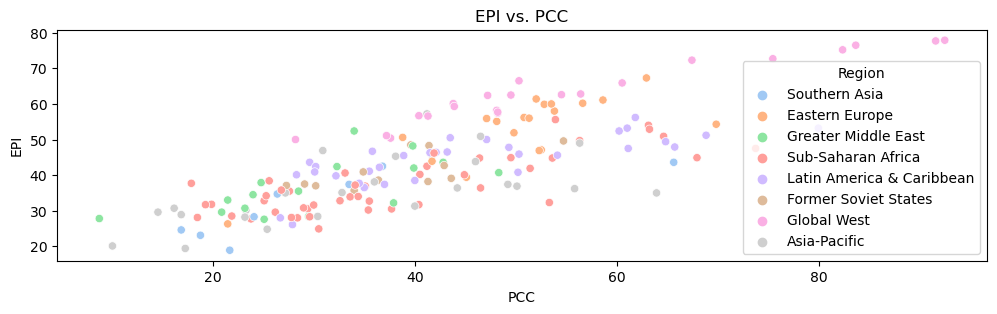 EPI vs. PCC
80
70
60
50
40
30
20
EPI
20
40
60
80
PCC
Region
Southern Asia
Eastern Europe
Greater Middle East
Sub-Saharan Africa
Latin America & Caribbean
Former Soviet States
Global West
Asia-Pacific